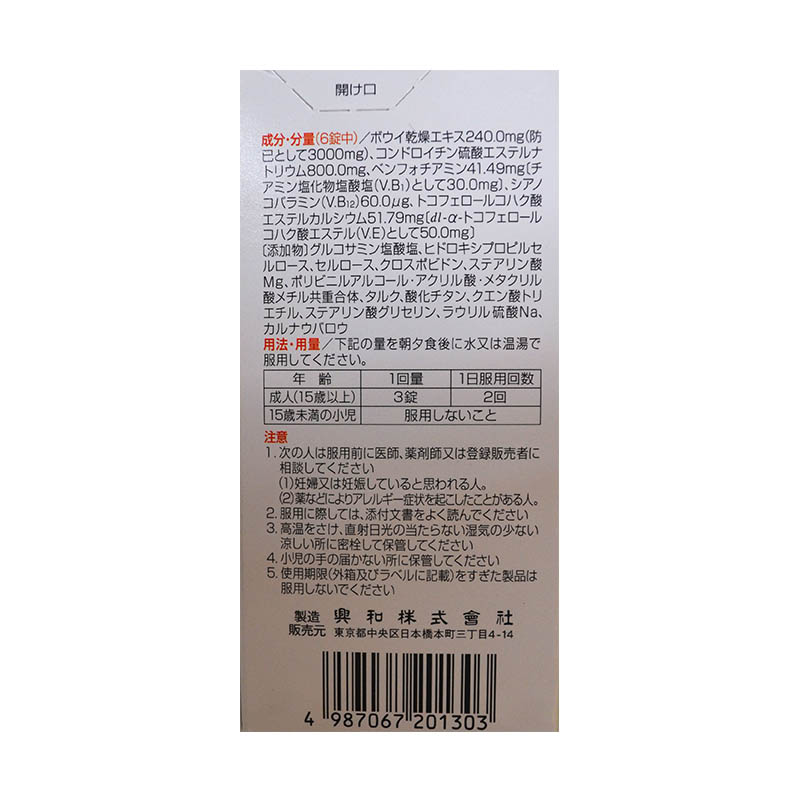 開け口
成分・分量(6錠中)／ボウイ乾燥エキス240.0mg(防
已として3000mg)、コンドロイチン硫酸エステルナ
トリウム800.0mg、ベンフォチアミン41.49mg〔チ
アミン塩化物塩酸塩(V.B₁)として30.0mg〕、シアノ
コバラミン(V.B₁₂)60.0μg、トコフェロールコハク酸
エステルカルシウム51.79mg〔dl-α-トコフェロール
コハク酸エステル(V.E)として50.0mg〕
〔添加物〕グルコサミン塩酸塩、ヒドロキシプロピルセ
ルロース、セルロース、クロスポビドン、ステアリン酸
Mg、ポリビニルアルコール・アクリル酸・メタクリル
酸メチル共重合体、タルク、酸化チタン、クエン酸トリ
エチル、ステアリン酸グリセリン、ラウリル硫酸Na、
カルナウバロウ
用法・用量／下記の量を朝夕食後に水又は温湯で
服用してください。
年齢 1回量 1日服用回数
成人(15歳以上) 3錠 2回
15歳未満の小児 服用しないこと
注意
1. 次の人は服用前に医師、薬剤師又は登録販売者に
相談してください
(1)妊婦又は妊娠していると思われる人。
(2)薬などによりアレルギー症状を起こしたことがある人。
2. 服用に際しては、添付文書をよく読んでください
3. 高温をさけ、直射日光の当たらない湿気の少ない
涼しい所に密栓して保管してください
4. 小児の手の届かない所に保管してください
5. 使用期限(外箱及びラベルに記載)をすぎた製品は
服用しないでください
製造販売元 興和株式會社
東京都中央区日本橋本町三丁目4-14
4 987067 201303